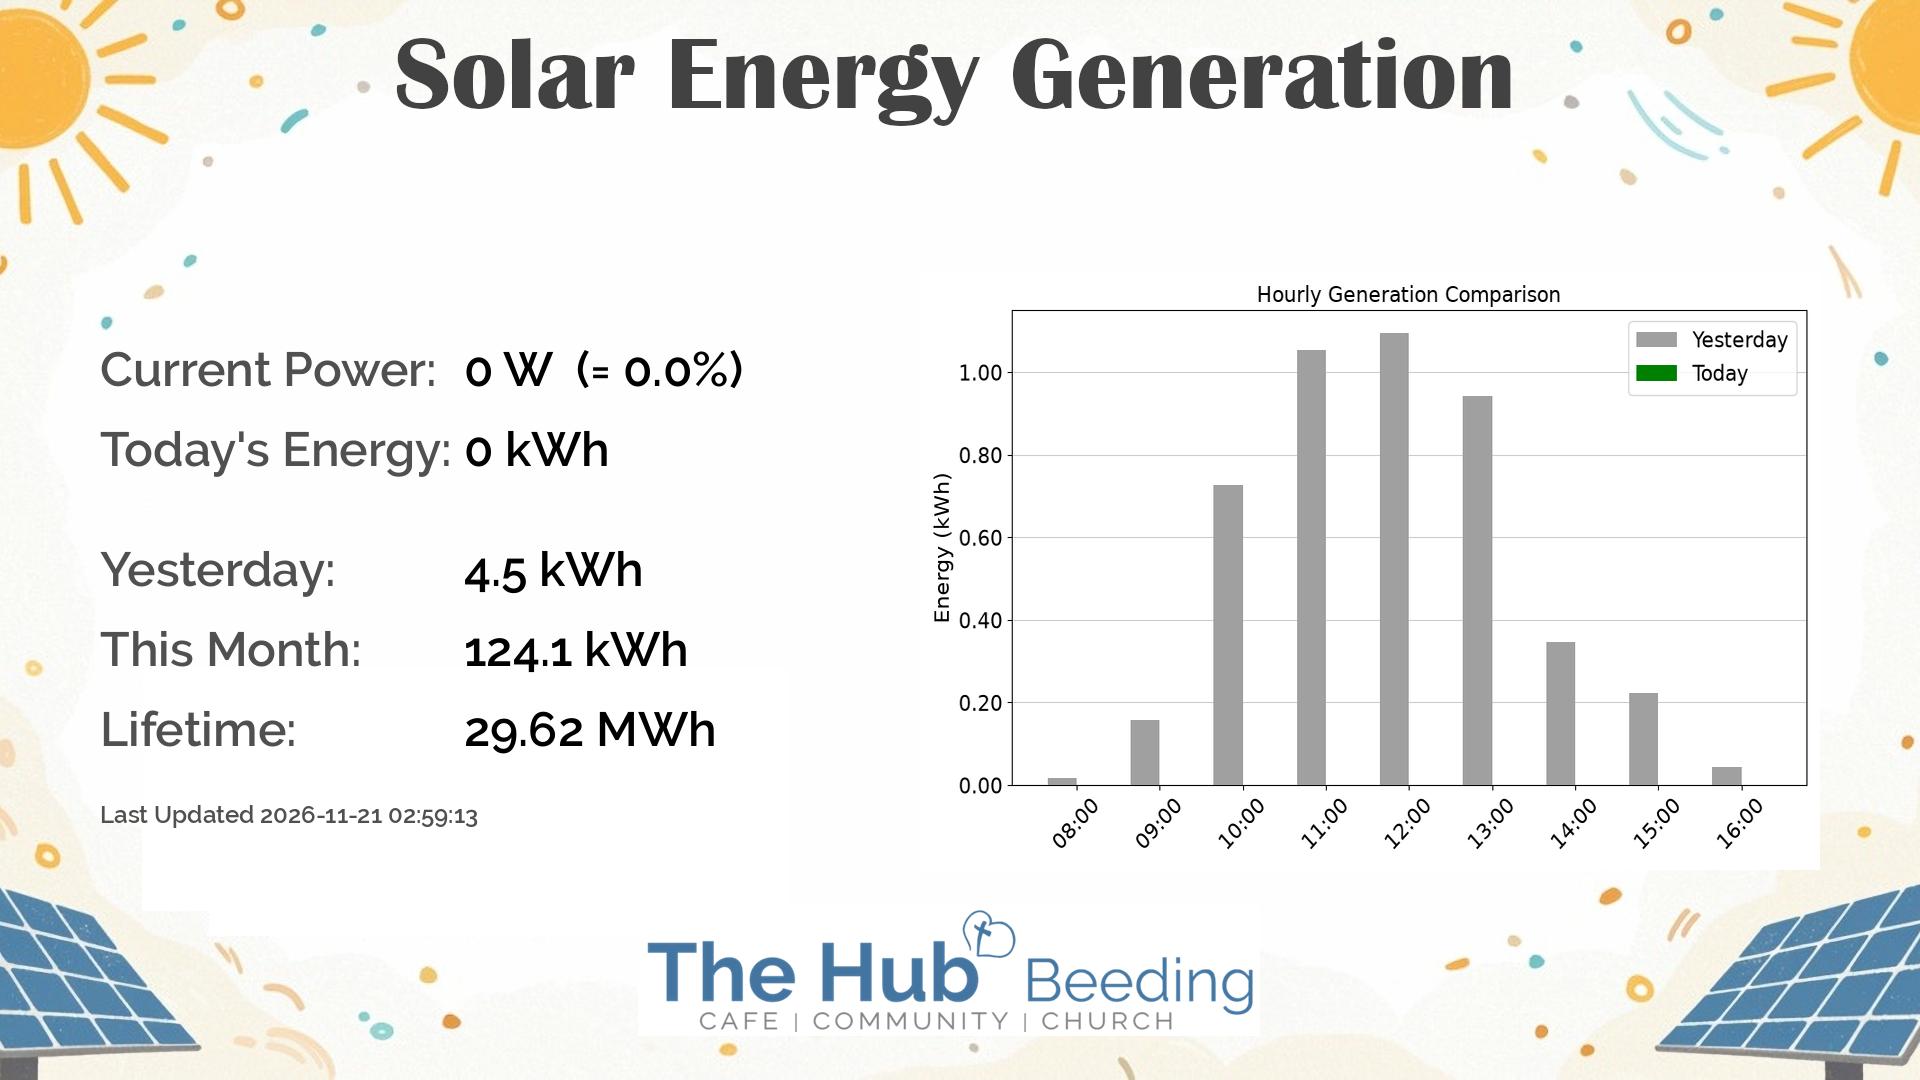 Solar Energy Generation
Current Power: 0 W (= 0.0%)
Today's Energy: 0 kWh
Yesterday: 4.5 kWh
This Month: 124.1 kWh
Lifetime: 29.62 MWh
Last Updated 2026-11-21 02:59:13
Hourly Generation Comparison
Yesterday
Today
Energy (kWh)
1.00
0.80
0.60
0.40
0.20
0.00
08:00 09:00 10:00 11:00 12:00 13:00 14:00 15:00 16:00
The Hub Beeding
CAFE | COMMUNITY | CHURCH